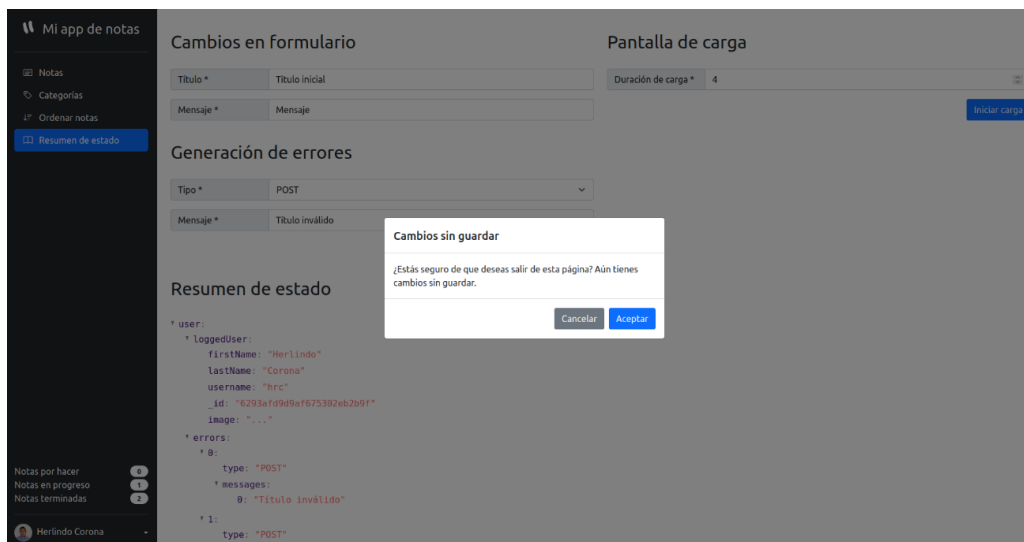 Mi app de notas
Notas
Categorías
Ordenar notas
Resumen de estado
Notas por hacer 0
Notas en progreso 1
Notas terminadas 2
Herlindo Corona
Cambios en formulario
Título * Título inicial
Mensaje * Mensaje
Generación de errores
Tipo * POST
Mensaje * Título inválido
Pantalla de carga
Duración de carga * 4
Iniciar carga
Cambios sin guardar
¿Estás seguro de que deseas salir de esta página? Aún tienes
cambios sin guardar.
Cancelar Aceptar
Resumen de estado
user:
loggedUser:
firstName: "Herlindo"
lastName: "Corona"
username: "hrc"
_id: "6293afd9d9af675302eb2b9f"
image: "..."
errors:
0:
type: "POST"
messages:
0: "Título inválido"
1:
type: "POST"